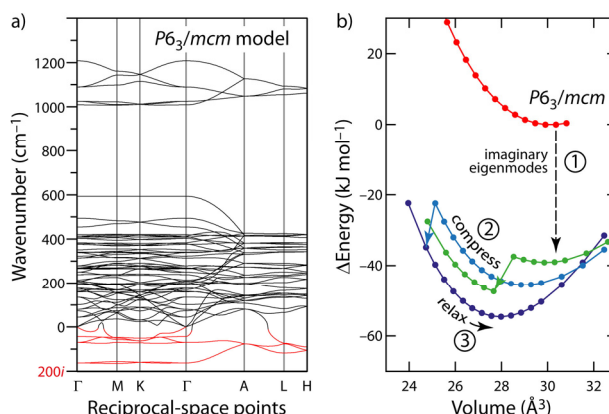 a)
P6₃/mcm model
Wavenumber (cm⁻¹)
1200
1000
800
600
400
200
0
200i
Γ M K Γ A L H
Reciprocal-space points
b)
ΔEnergy (kJ mol⁻¹)
20
0
−20
−40
−60
P6₃/mcm
imaginary
eigenmodes
①
②
compress
relax
③
24 26 28 30 32
Volume (Å³)